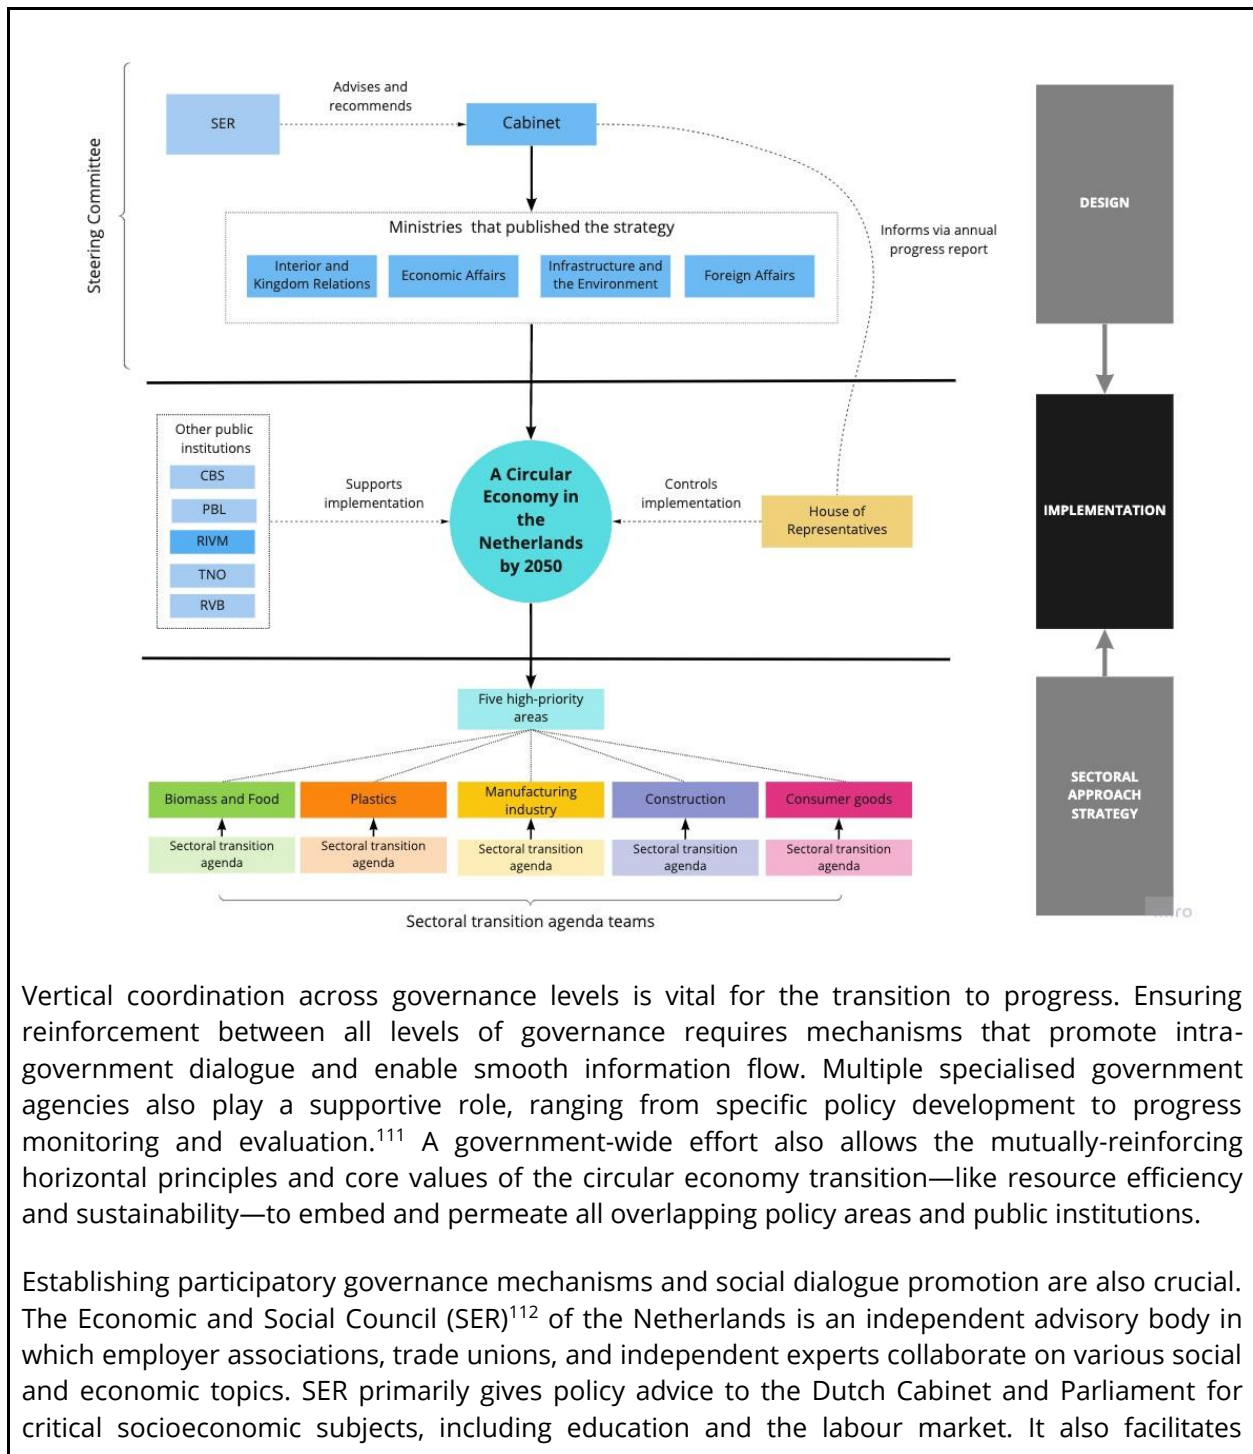 Steering Committee
SER
Advises and
recommends
Cabinet
Ministries that published the strategy
Interior and
Kingdom Relations
Economic Affairs
Infrastructure and
the Environment
Foreign Affairs
Informs via annual
progress report
DESIGN
Other public
institutions
CBS
PBL
RIVM
TNO
RVB
Supports
implementation
A Circular
Economy in
the
Netherlands
by 2050
Controls
implementation
House of
Representatives
IMPLEMENTATION
Five high-priority
areas
Biomass and Food
Plastics
Manufacturing
industry
Construction
Consumer goods
Sectoral transition
agenda
Sectoral transition
agenda
Sectoral transition
agenda
Sectoral transition
agenda
Sectoral transition
agenda
Sectoral transition agenda teams
SECTORAL
APPROACH
STRATEGY
miro
Vertical coordination across governance levels is vital for the transition to progress. Ensuring
reinforcement between all levels of governance requires mechanisms that promote intra-
government dialogue and enable smooth information flow. Multiple specialised government
agencies also play a supportive role, ranging from specific policy development to progress
monitoring and evaluation.111 A government-wide effort also allows the mutually-reinforcing
horizontal principles and core values of the circular economy transition—like resource efficiency
and sustainability—to embed and permeate all overlapping policy areas and public institutions.
Establishing participatory governance mechanisms and social dialogue promotion are also crucial.
The Economic and Social Council (SER)112 of the Netherlands is an independent advisory body in
which employer associations, trade unions, and independent experts collaborate on various social
and economic topics. SER primarily gives policy advice to the Dutch Cabinet and Parliament for
critical socioeconomic subjects, including education and the labour market. It also facilitates